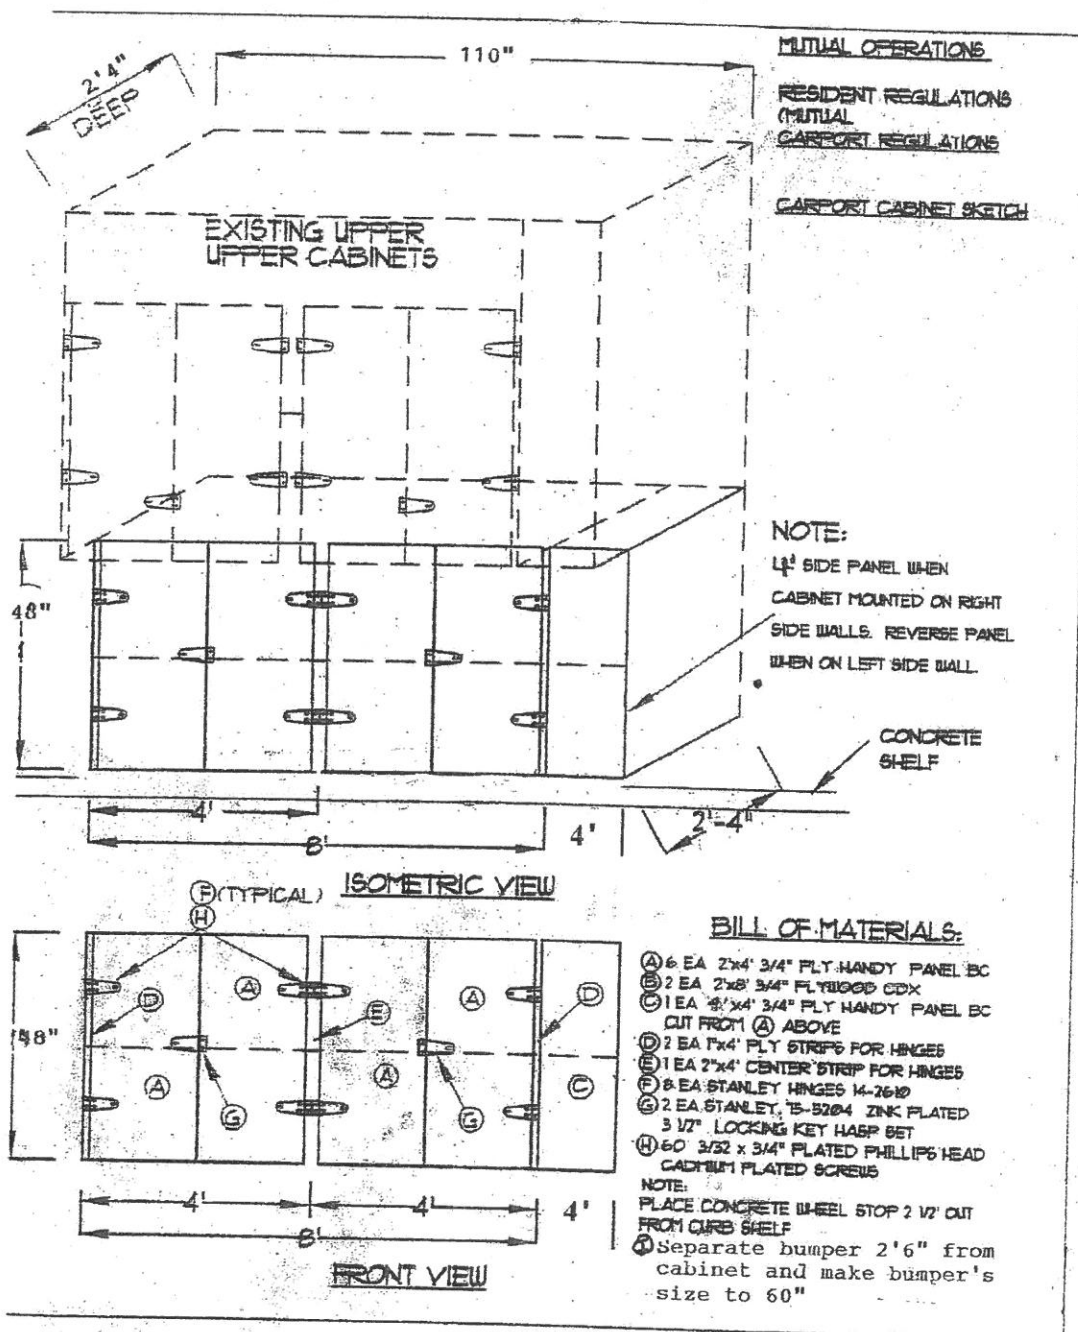 110"
2'4"
DEEP
MUTUAL OPERATIONS
RESIDENT REGULATIONS
(MUTUAL
CARPORT REGULATIONS
CARPORT CABINET SKETCH
EXISTING UPPER
UPPER CABINETS
48"
NOTE:
SIDE PANEL WHEN
CABINET MOUNTED ON RIGHT
SIDE WALLS. REVERSE PANEL
WHEN ON LEFT SIDE WALL.
CONCRETE
SHELF
4'
8'
4'
2'-4"
ISOMETRIC VIEW
F (TYPICAL)
H
48"
D
A
E
A
D
A
G
A
G
C
4'
4'
4'
8'
FRONT VIEW
BILL OF MATERIALS:
A 6 EA 2'x4' 3/4" PLY HANDY PANEL BC
B 2 EA 2'x8' 3/4" PLYWOOD CDX
C 1 EA 4'x4' 3/4" PLY HANDY PANEL BC
CUT FROM A ABOVE
D 2 EA 1"x4' PLY STRIPS FOR HINGES
E 1 EA 2"x4' CENTER STRIP FOR HINGES
F 8 EA STANLEY HINGES 14-2610
G 2 EA STANLEY, 75-5204 ZINK PLATED
3 1/2" LOCKING KEY HASP SET
H 60 3/32 x 3/4" PLATED PHILLIPS HEAD
CADMIUM PLATED SCREWS
NOTE:
PLACE CONCRETE WHEEL STOP 2 1/2' OUT
FROM CURB SHELF
Separate bumper 2'6" from
cabinet and make bumper's
size to 60"